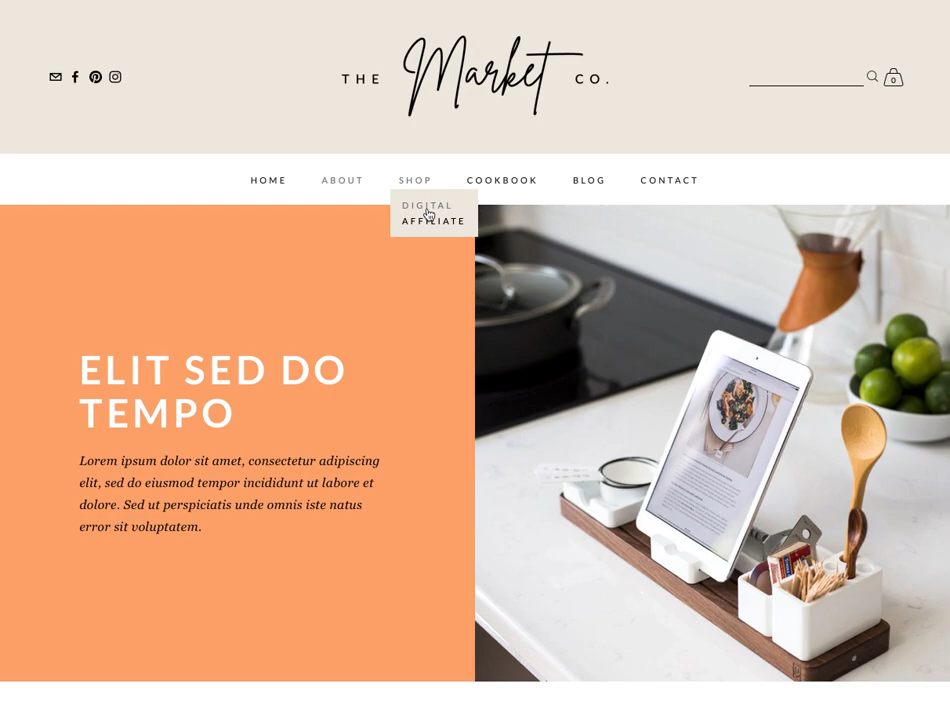 THE Market CO.
0
HOME ABOUT SHOP COOKBOOK BLOG CONTACT
DIGITAL
AFFILIATE
ELIT SED DO
TEMPO
Lorem ipsum dolor sit amet, consectetur adipiscing
elit, sed do eiusmod tempor incididunt ut labore et
dolore. Sed ut perspiciatis unde omnis iste natus
error sit voluptatem.